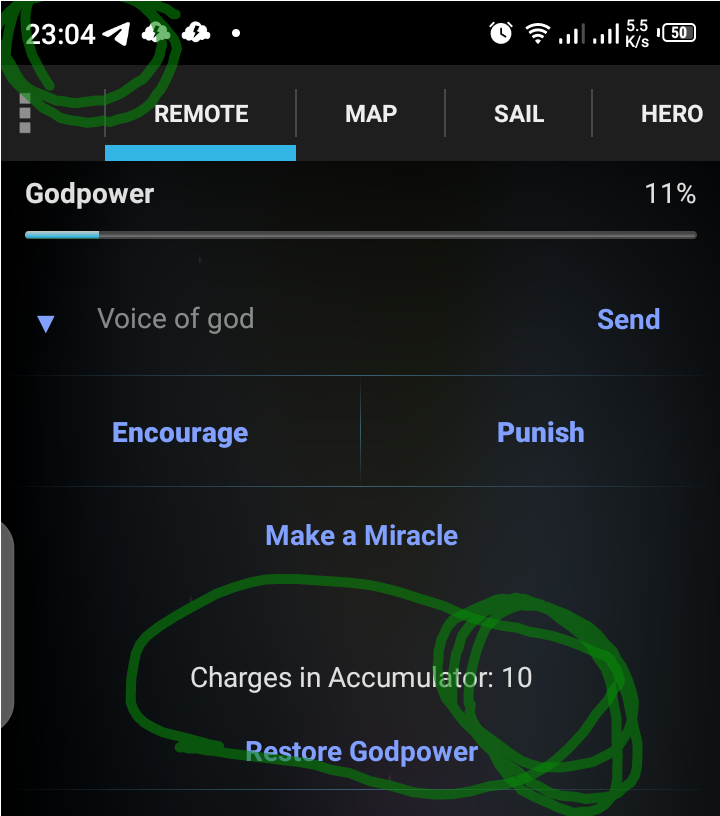 23:04 5.5 K/s 50
REMOTE MAP SAIL HERO
Godpower 11%
Voice of god Send
Encourage Punish
Make a Miracle
Charges in Accumulator: 10
Restore Godpower